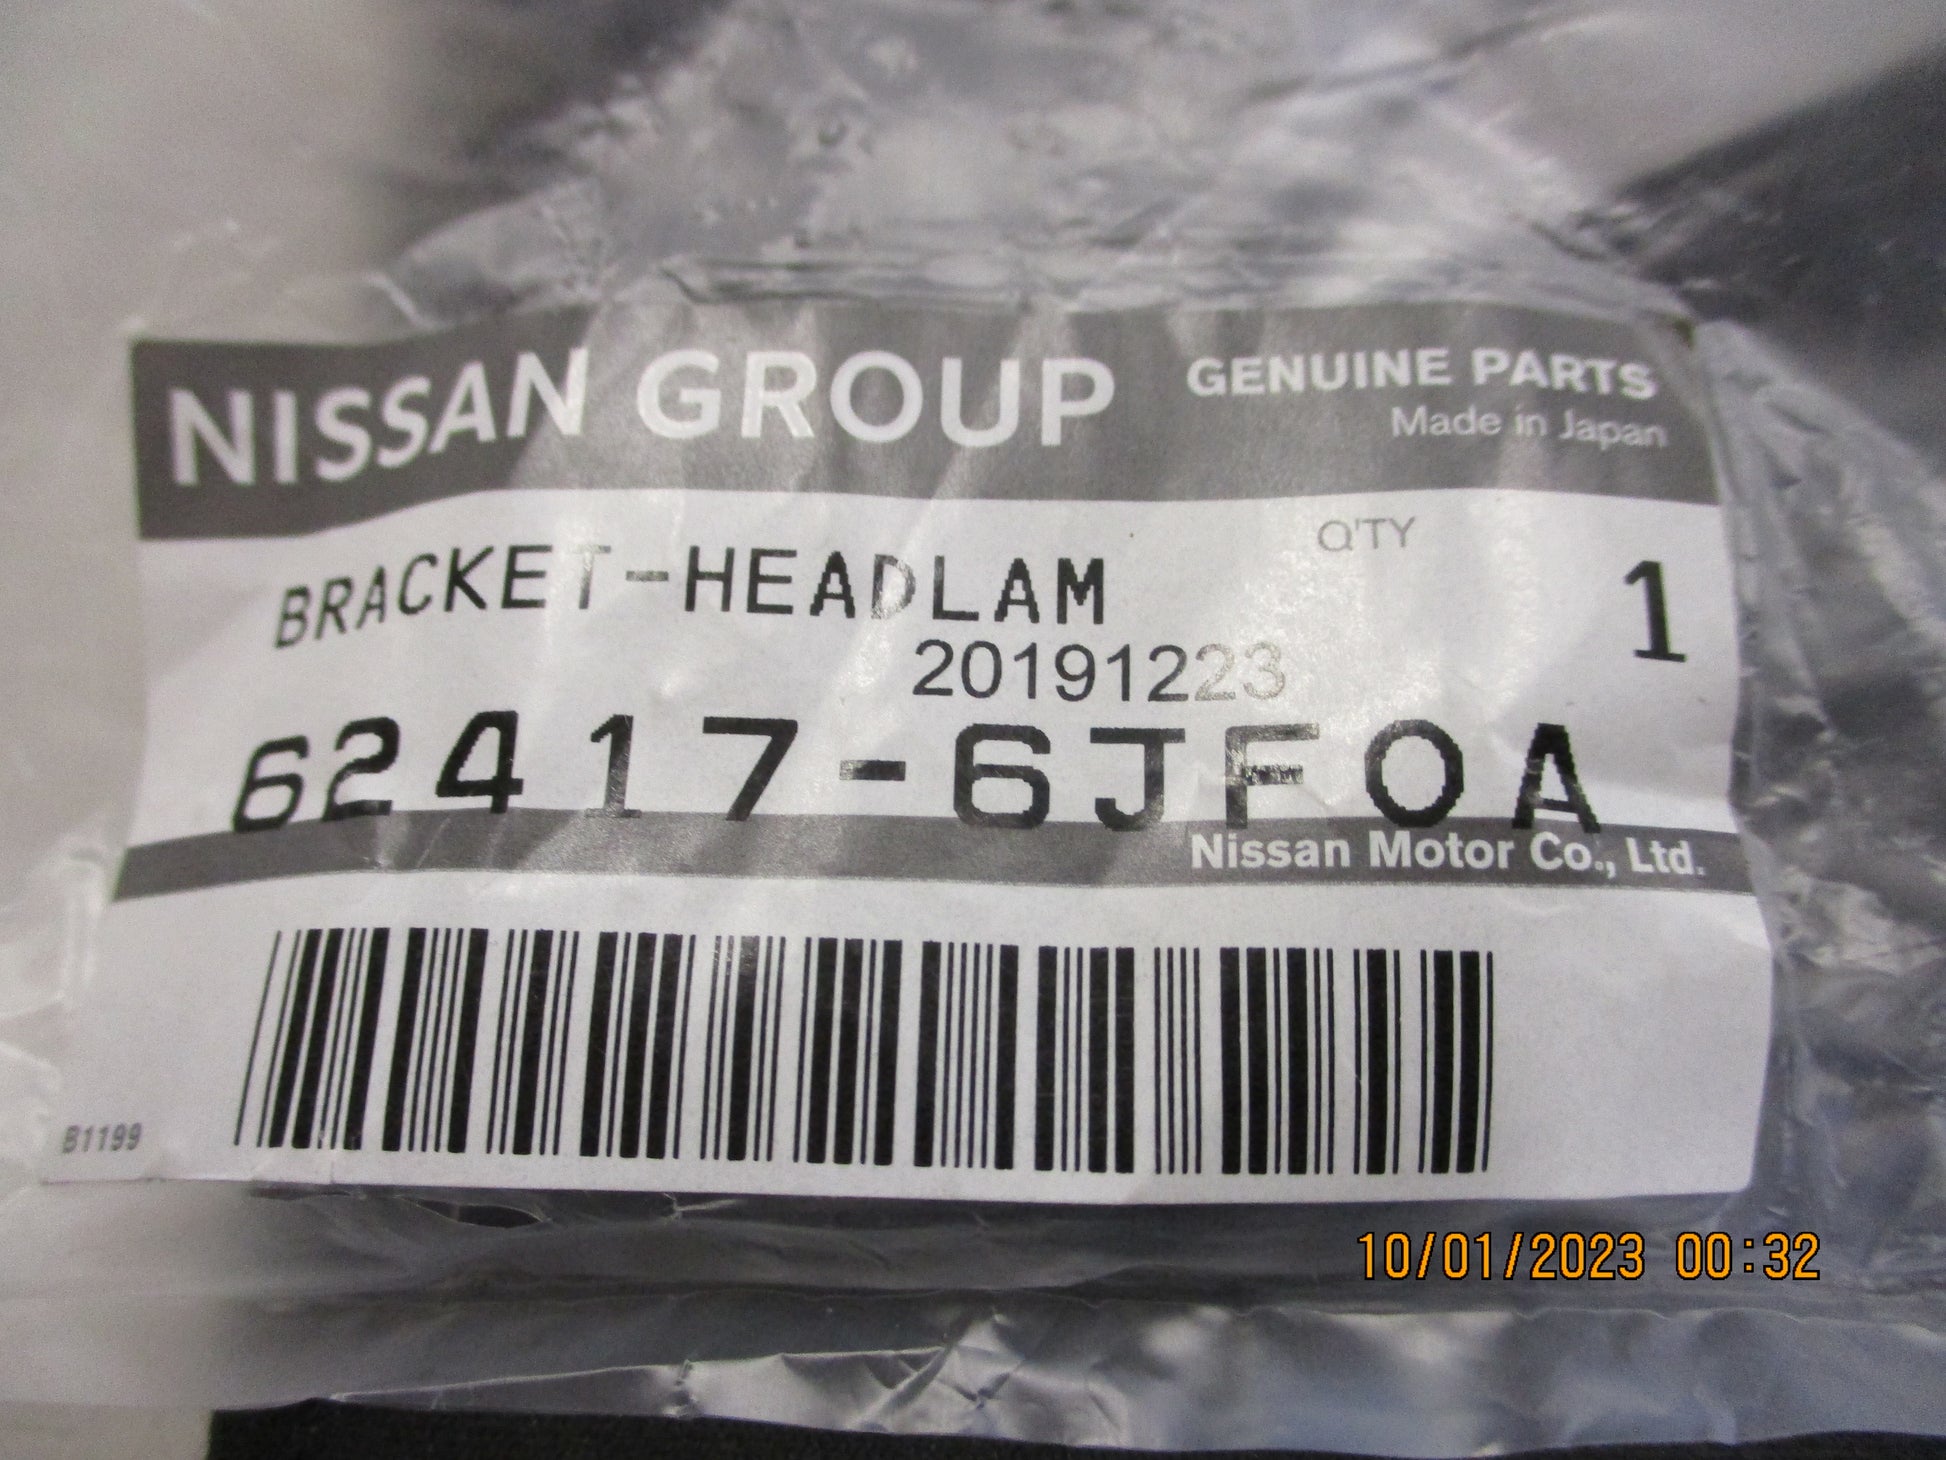 NISSAN GROUP GENUINE PARTS
Made in Japan
Q'TY
BRACKET-HEADLAM 1
20191223
62417-6JF0A
Nissan Motor Co., Ltd.
B1199
10/01/2023 00:32